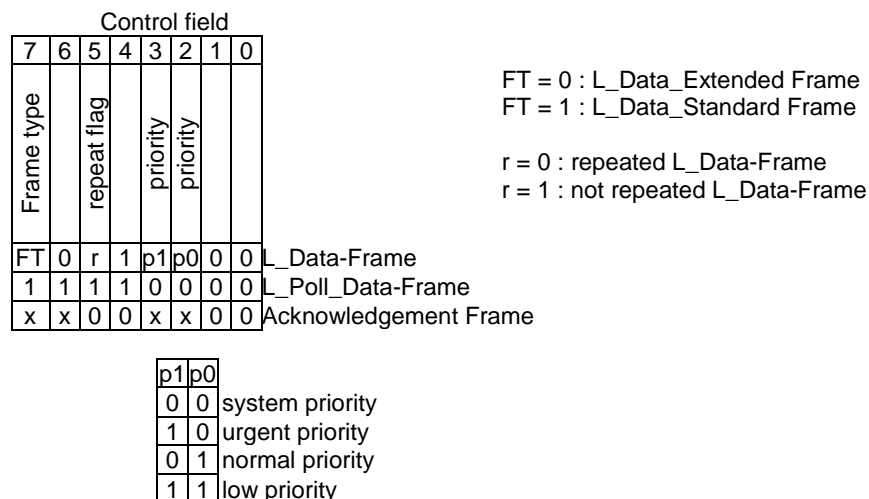 Control field
7 6 5 4 3 2 1 0
Frame type
repeat flag
priority
priority
FT = 0 : L_Data_Extended Frame
FT = 1 : L_Data_Standard Frame
r = 0 : repeated L_Data-Frame
r = 1 : not repeated L_Data-Frame
FT 0 r 1 p1 p0 0 0 L_Data-Frame
1 1 1 1 0 0 0 0 L_Poll_Data-Frame
x x 0 0 x x 0 0 Acknowledgement Frame
p1 p0
0 0 system priority
1 0 urgent priority
0 1 normal priority
1 1 low priority